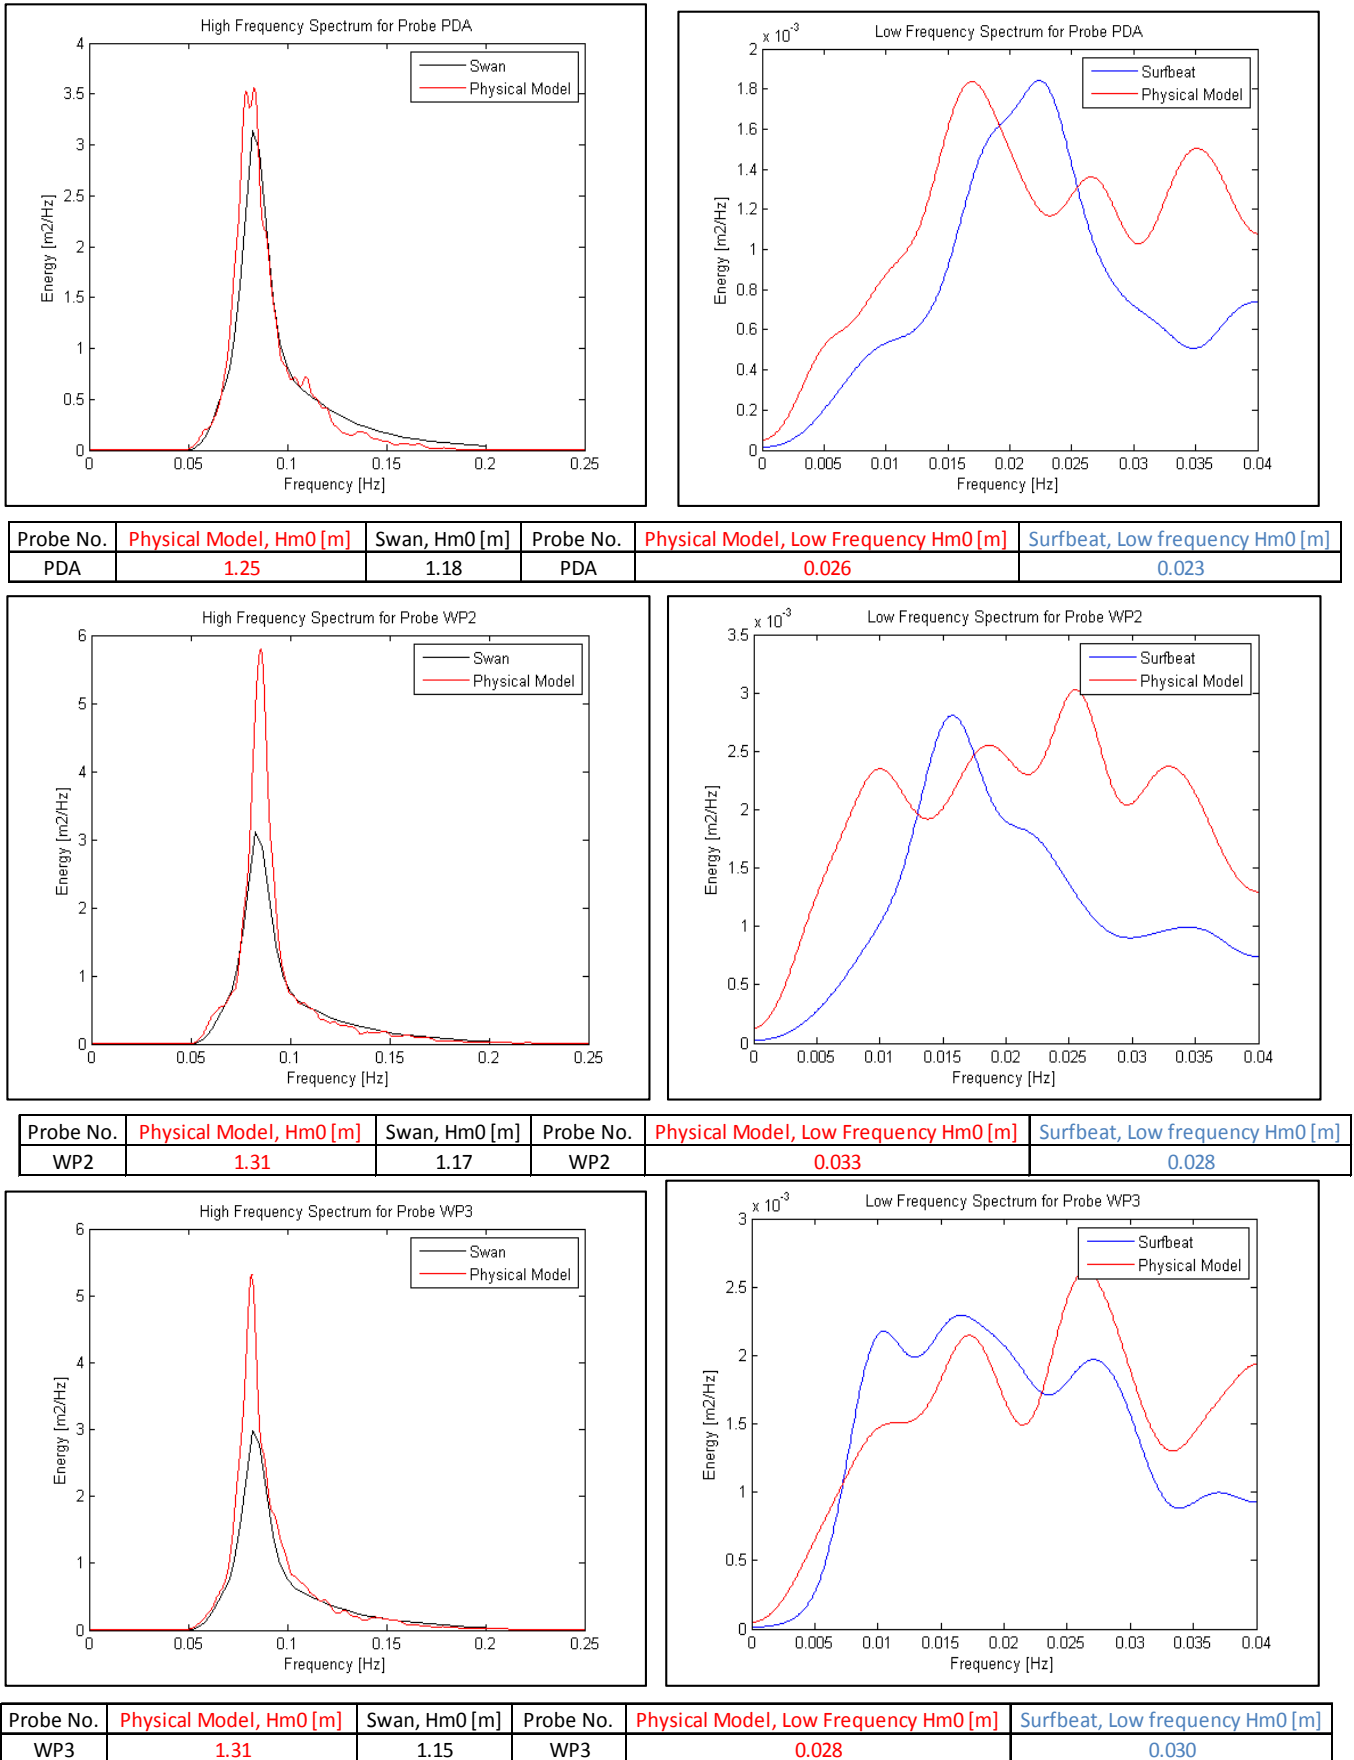 High Frequency Spectrum for Probe PDA
4
3.5
3
2.5
2
1.5
1
0.5
0
Energy [m2/Hz]
Swan
Physical Model
0 0.05 0.1 0.15 0.2 0.25
Frequency [Hz]
Low Frequency Spectrum for Probe PDA
x 10-3
2
1.8
1.6
1.4
1.2
1
0.8
0.6
0.4
0.2
0
Energy [m2/Hz]
Surfbeat
Physical Model
0 0.005 0.01 0.015 0.02 0.025 0.03 0.035 0.04
Frequency [Hz]
Probe No. Physical Model, Hm0 [m] Swan, Hm0 [m] Probe No. Physical Model, Low Frequency Hm0 [m] Surfbeat, Low frequency Hm0 [m]
PDA 1.25 1.18 PDA 0.026 0.023
High Frequency Spectrum for Probe WP2
6
5
4
3
2
1
0
Energy [m2/Hz]
Swan
Physical Model
0 0.05 0.1 0.15 0.2 0.25
Frequency [Hz]
Low Frequency Spectrum for Probe WP2
x 10-3
3.5
3
2.5
2
1.5
1
0.5
0
Energy [m2/Hz]
Surfbeat
Physical Model
0 0.005 0.01 0.015 0.02 0.025 0.03 0.035 0.04
Frequency [Hz]
Probe No. Physical Model, Hm0 [m] Swan, Hm0 [m] Probe No. Physical Model, Low Frequency Hm0 [m] Surfbeat, Low frequency Hm0 [m]
WP2 1.31 1.17 WP2 0.033 0.028
High Frequency Spectrum for Probe WP3
6
5
4
3
2
1
0
Energy [m2/Hz]
Swan
Physical Model
0 0.05 0.1 0.15 0.2 0.25
Frequency [Hz]
Low Frequency Spectrum for Probe WP3
x 10-3
3
2.5
2
1.5
1
0.5
0
Energy [m2/Hz]
Surfbeat
Physical Model
0 0.005 0.01 0.015 0.02 0.025 0.03 0.035 0.04
Frequency [Hz]
Probe No. Physical Model, Hm0 [m] Swan, Hm0 [m] Probe No. Physical Model, Low Frequency Hm0 [m] Surfbeat, Low frequency Hm0 [m]
WP3 1.31 1.15 WP3 0.028 0.030